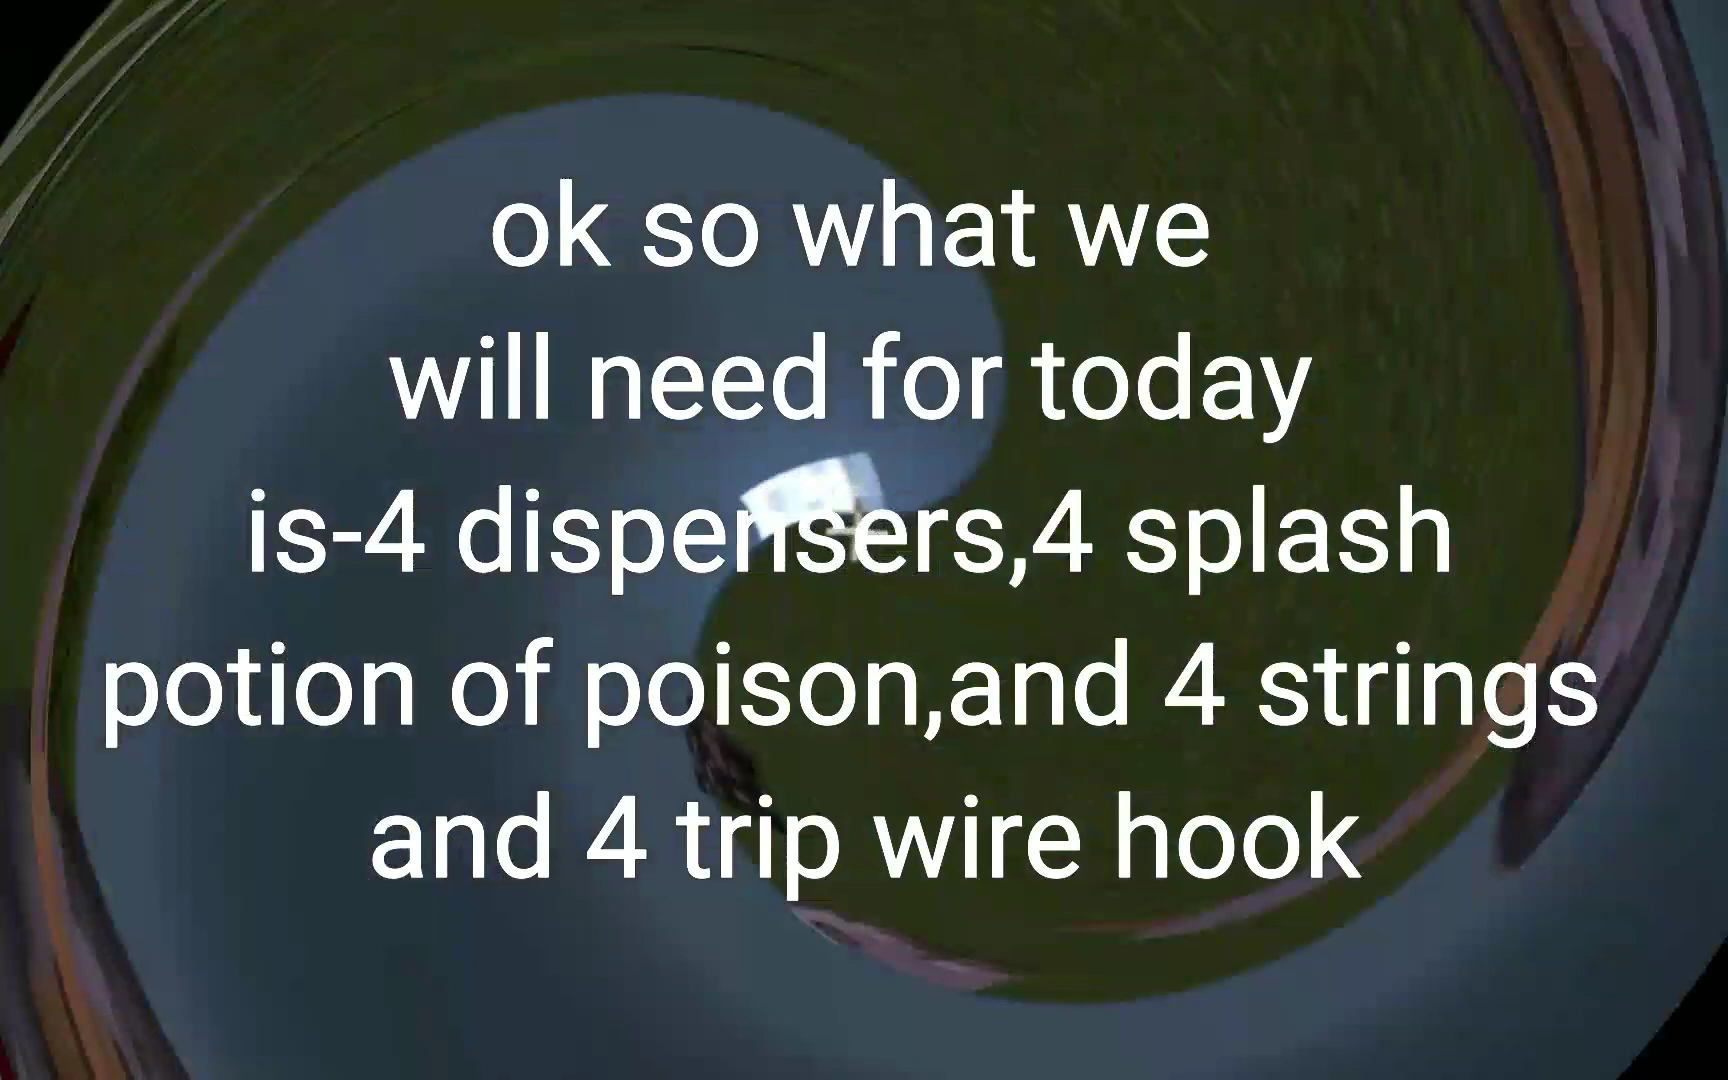 ok so what we
will need for today
is-4 dispensers,4 splash
potion of poison,and 4 strings
and 4 trip wire hook